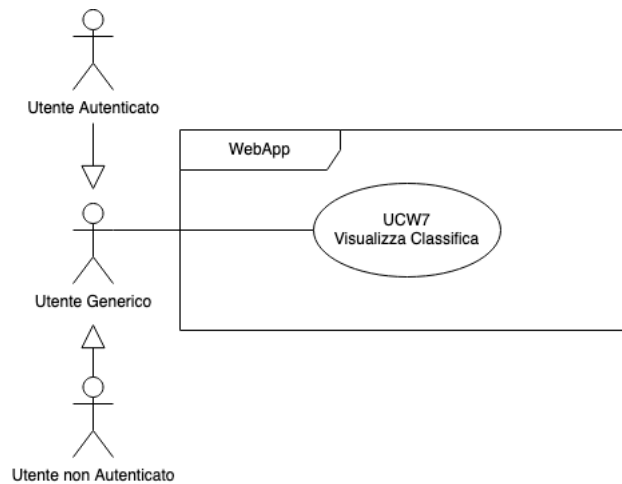 Utente Autenticato
WebApp
UCW7
Visualizza Classifica
Utente Generico
Utente non Autenticato